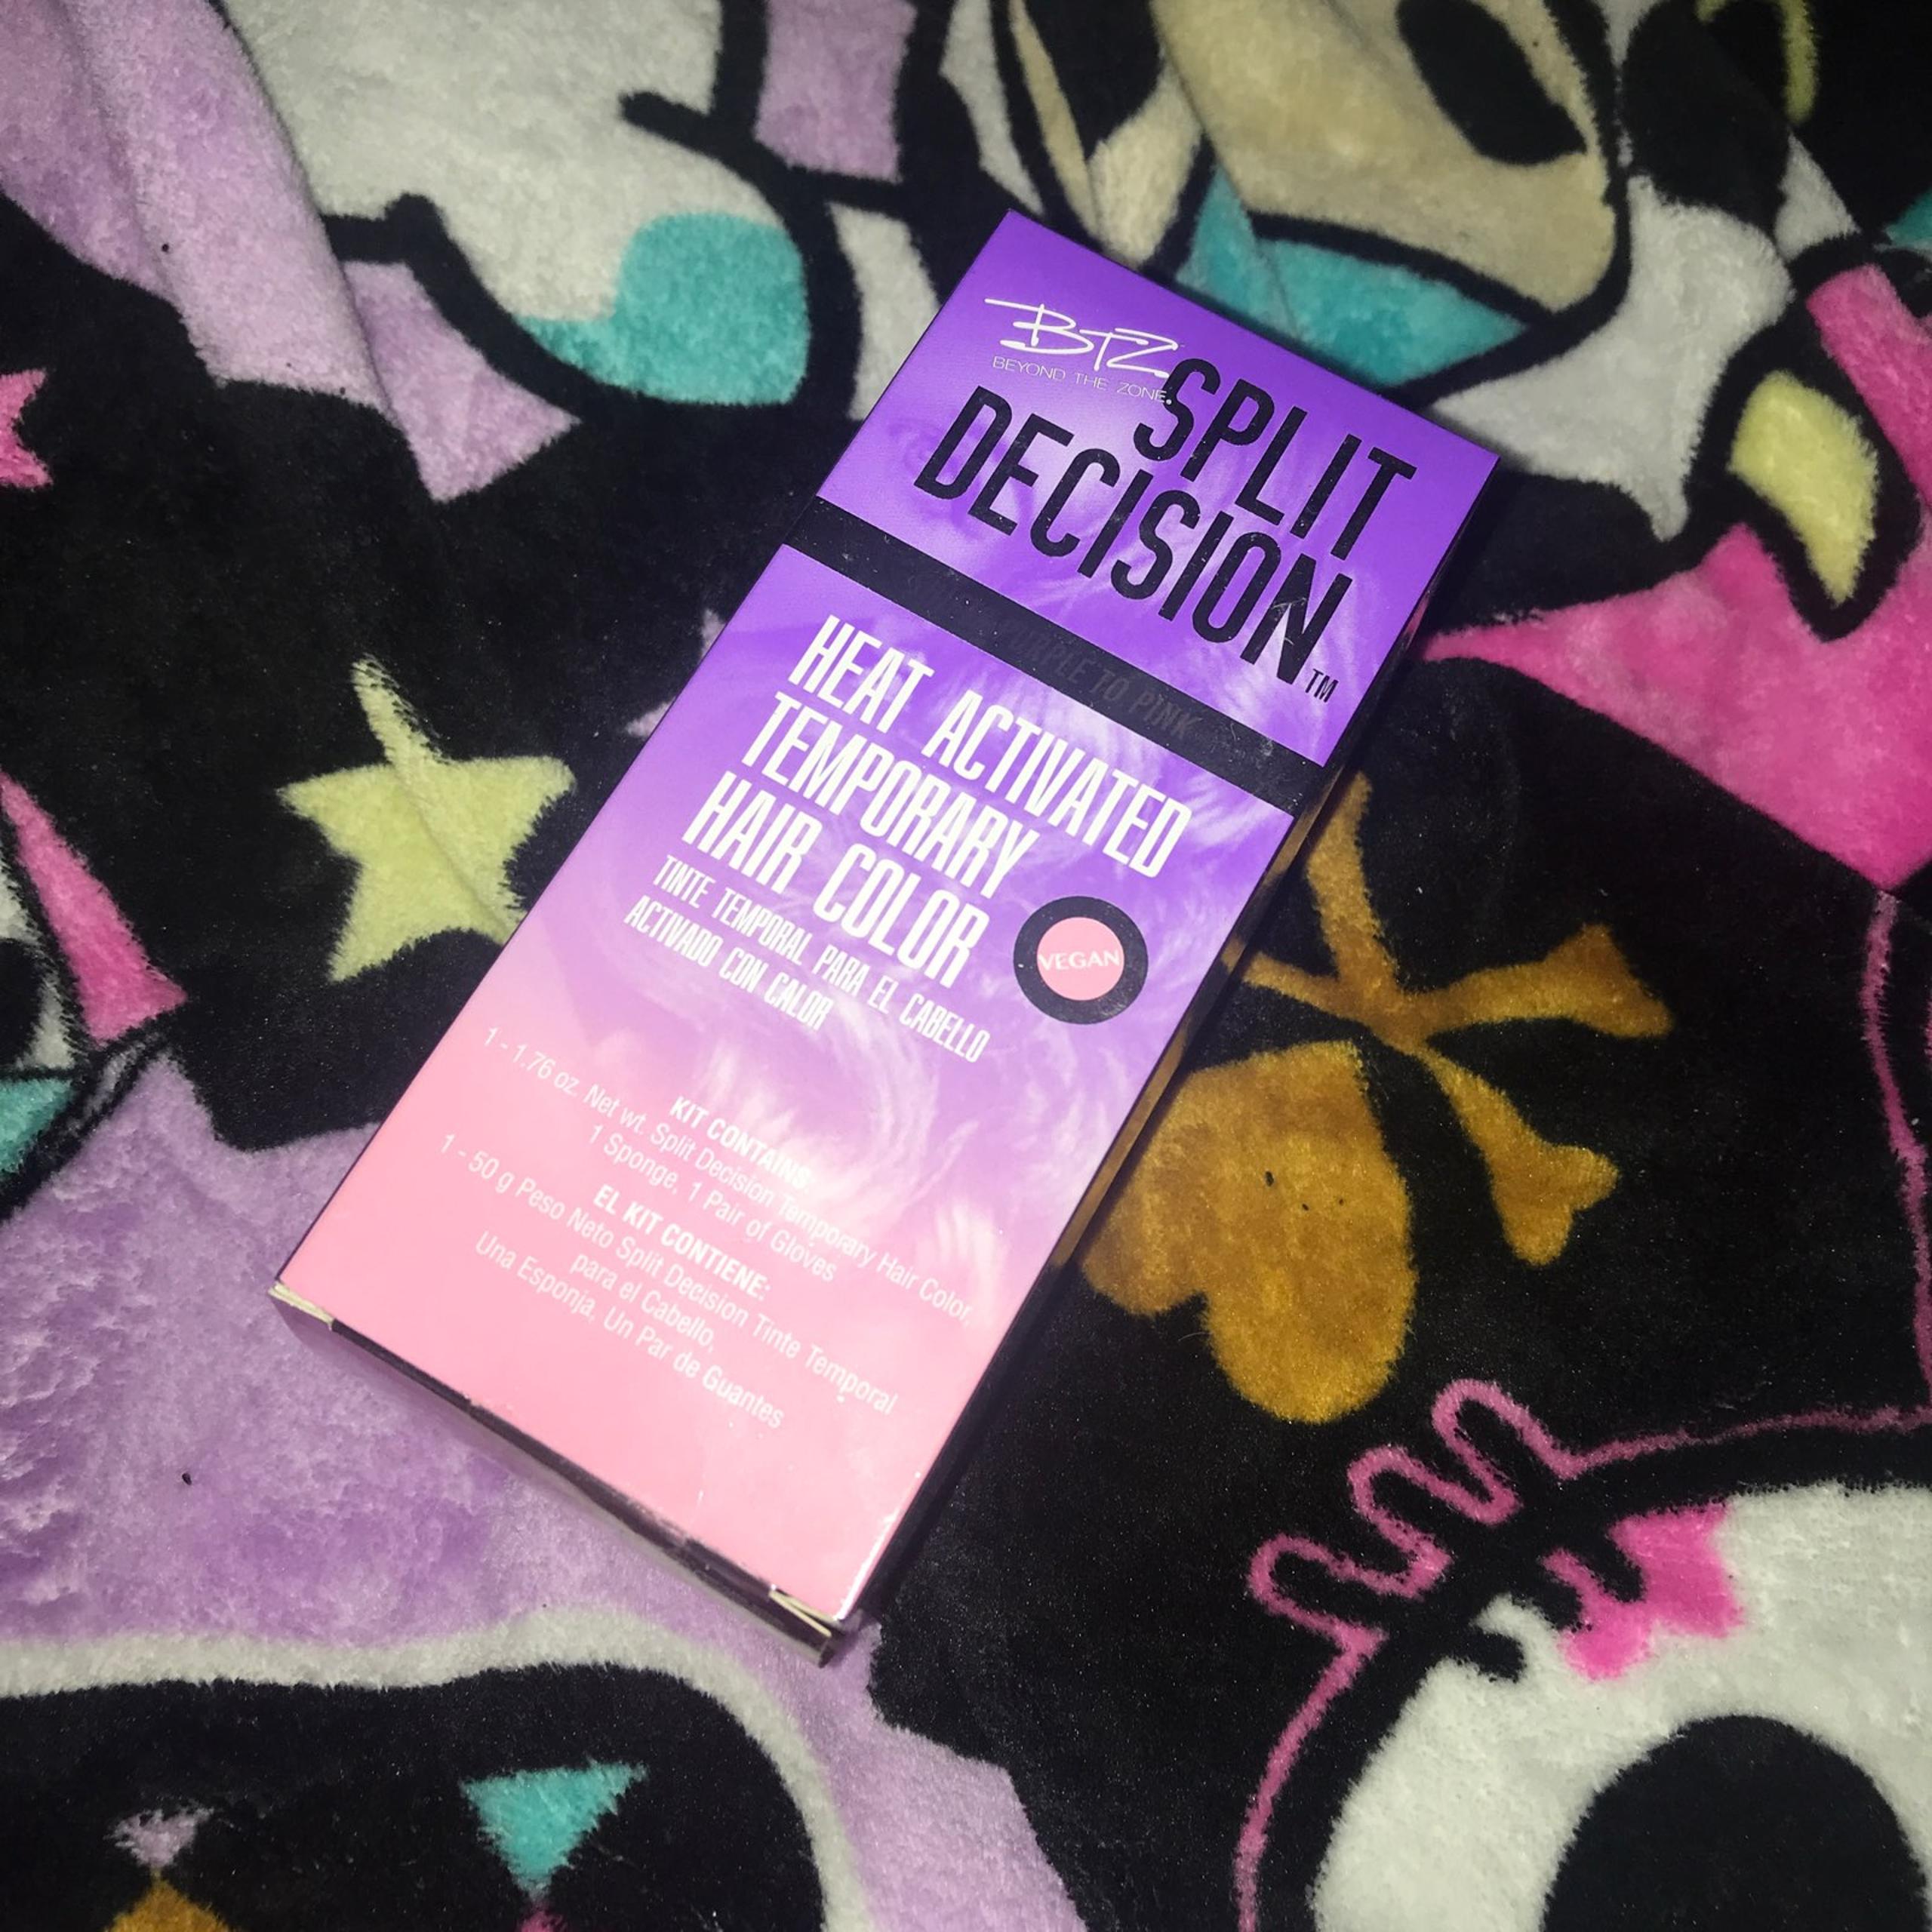 BTZ
BEYOND THE ZONE.
SPLIT
DECISION™
PURPLE TO PINK
HEAT ACTIVATED
TEMPORARY
HAIR COLOR
TINTE TEMPORAL PARA EL CABELLO
ACTIVADO CON CALOR
VEGAN
KIT CONTAINS:
1 - 1.76 oz. Net wt. Split Decision Temporary Hair Color,
1 Sponge, 1 Pair of Gloves
EL KIT CONTIENE:
1 - 50 g Peso Neto Split Decision Tinte Temporal
para el Cabello,
Una Esponja, Un Par de Guantes